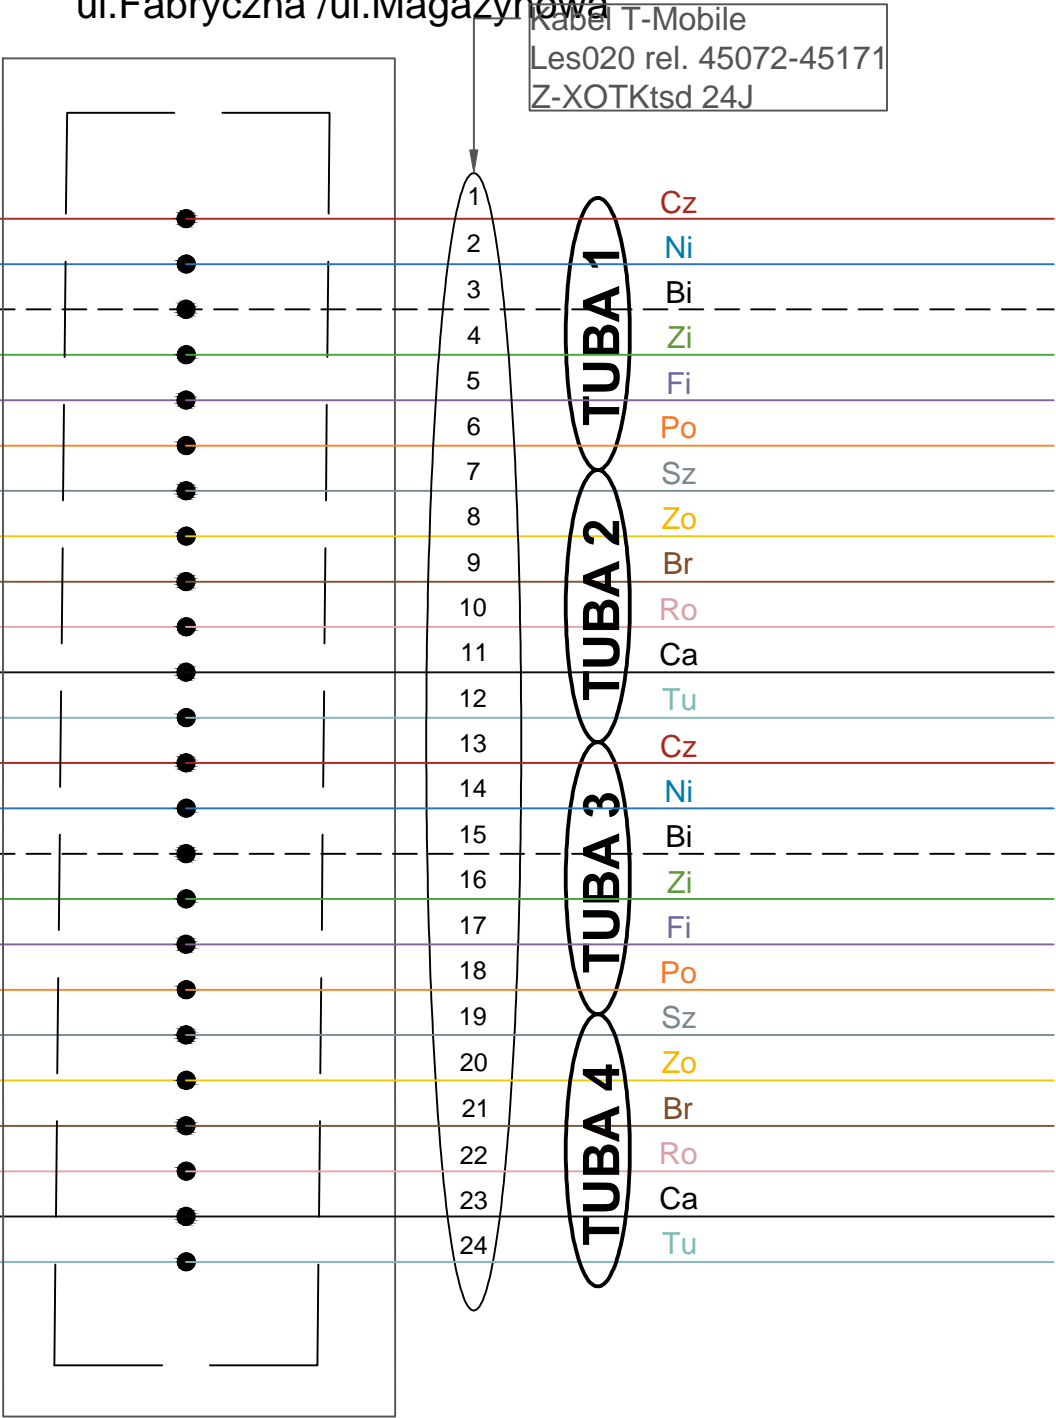 ul.Fabryczna /ul.Magazynowa
Kabel T-Mobile
Les020 rel. 45072-45171
Z-XOTKtsd 24J
1 Cz
2 Ni
3 Bi
4 Zi
5 Fi
6 Po
TUBA 1
7 Sz
8 Zo
9 Br
10 Ro
11 Ca
12 Tu
TUBA 2
13 Cz
14 Ni
15 Bi
16 Zi
17 Fi
18 Po
TUBA 3
19 Sz
20 Zo
21 Br
22 Ro
23 Ca
24 Tu
TUBA 4